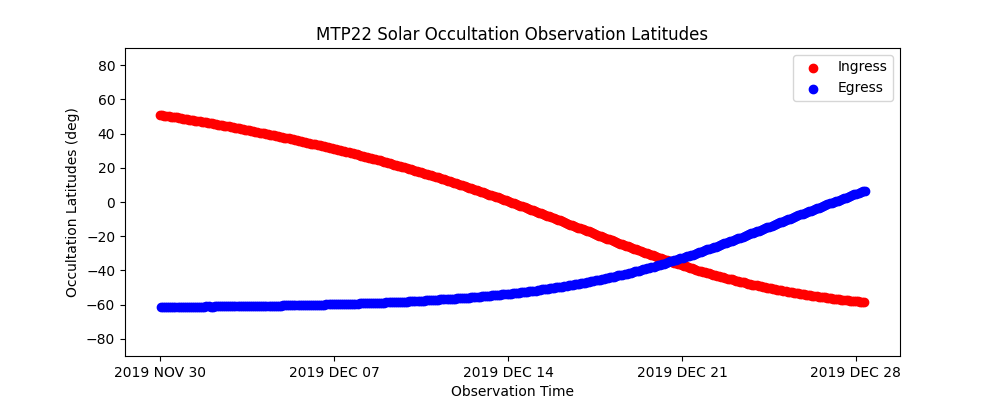 MTP22 Solar Occultation Observation Latitudes
Ingress
Egress
Occultation Latitudes (deg)
80
60
40
20
0
−20
−40
−60
−80
2019 NOV 30 2019 DEC 07 2019 DEC 14 2019 DEC 21 2019 DEC 28
Observation Time